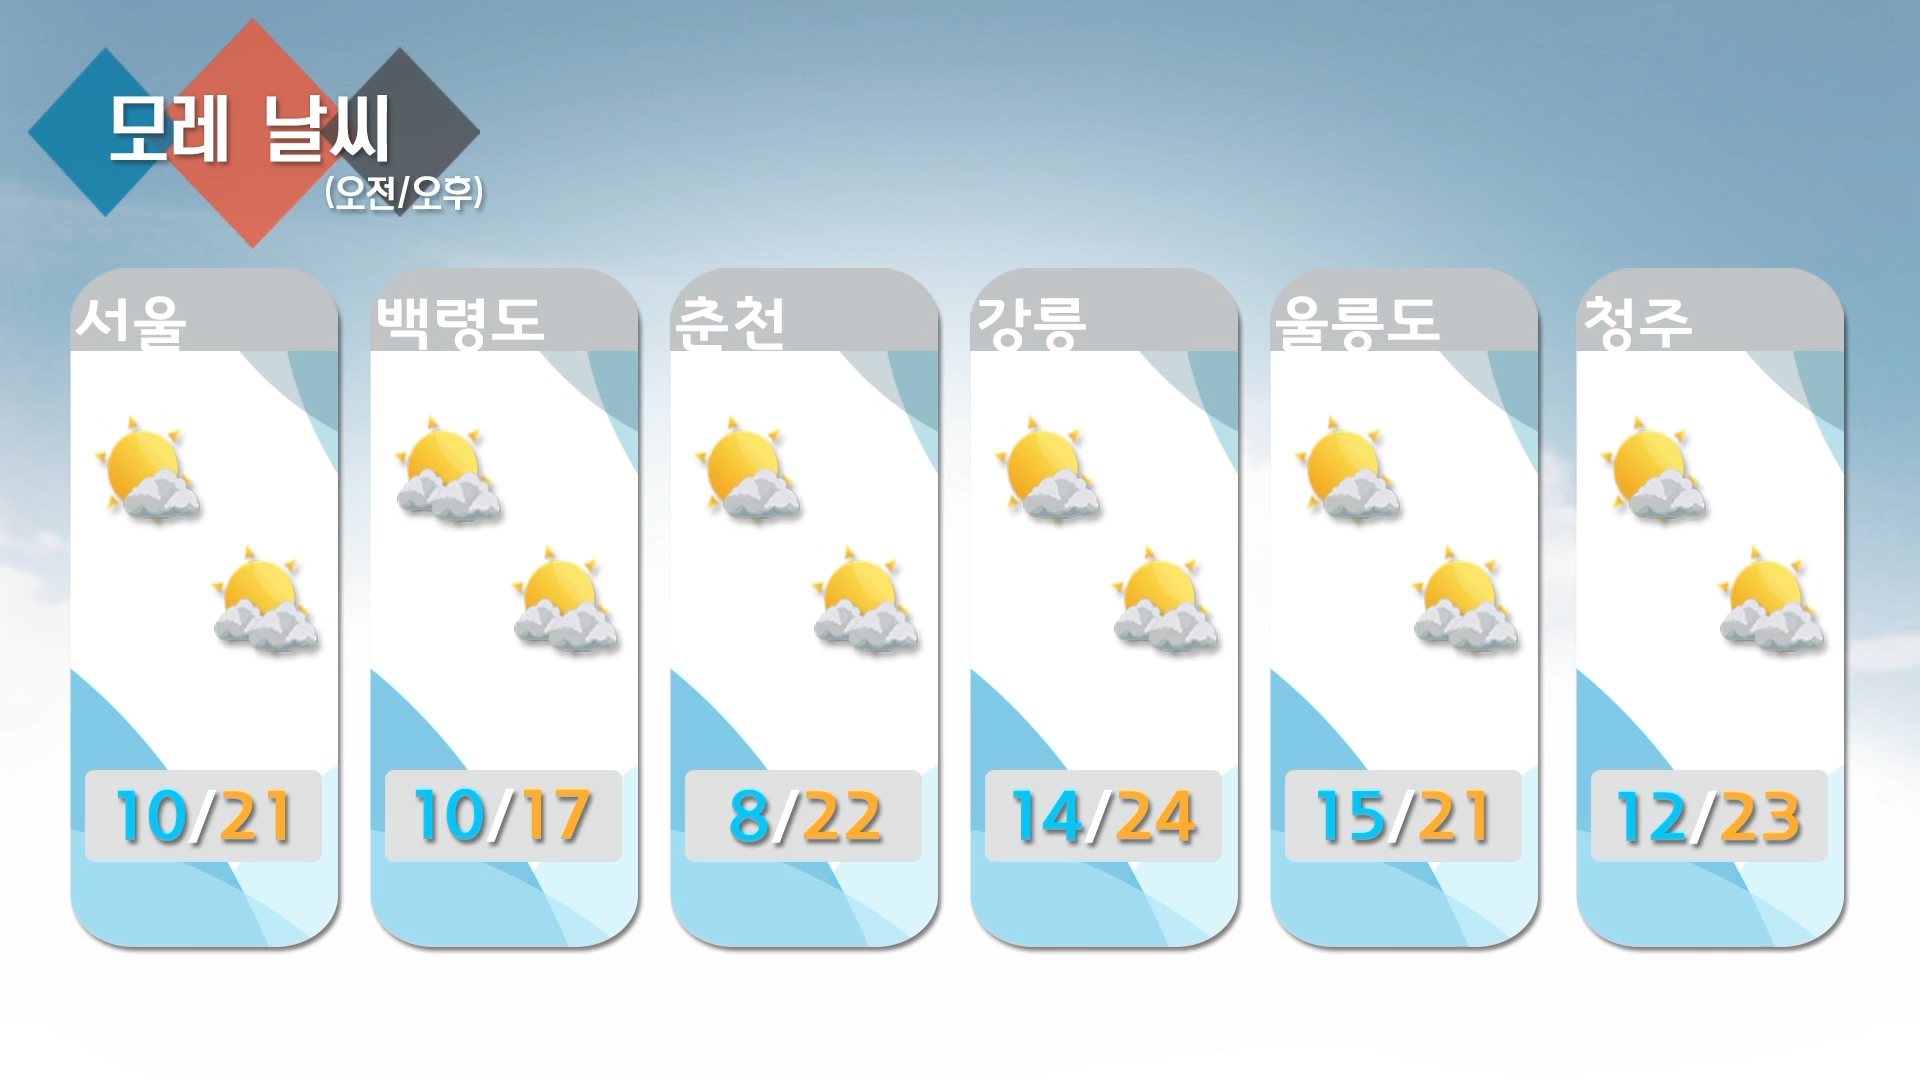 모레 날씨
(오전/오후)
서울
백령도
춘천
강릉
울릉도
청주
10/21
10/17
8/22
14/24
15/21
12/23